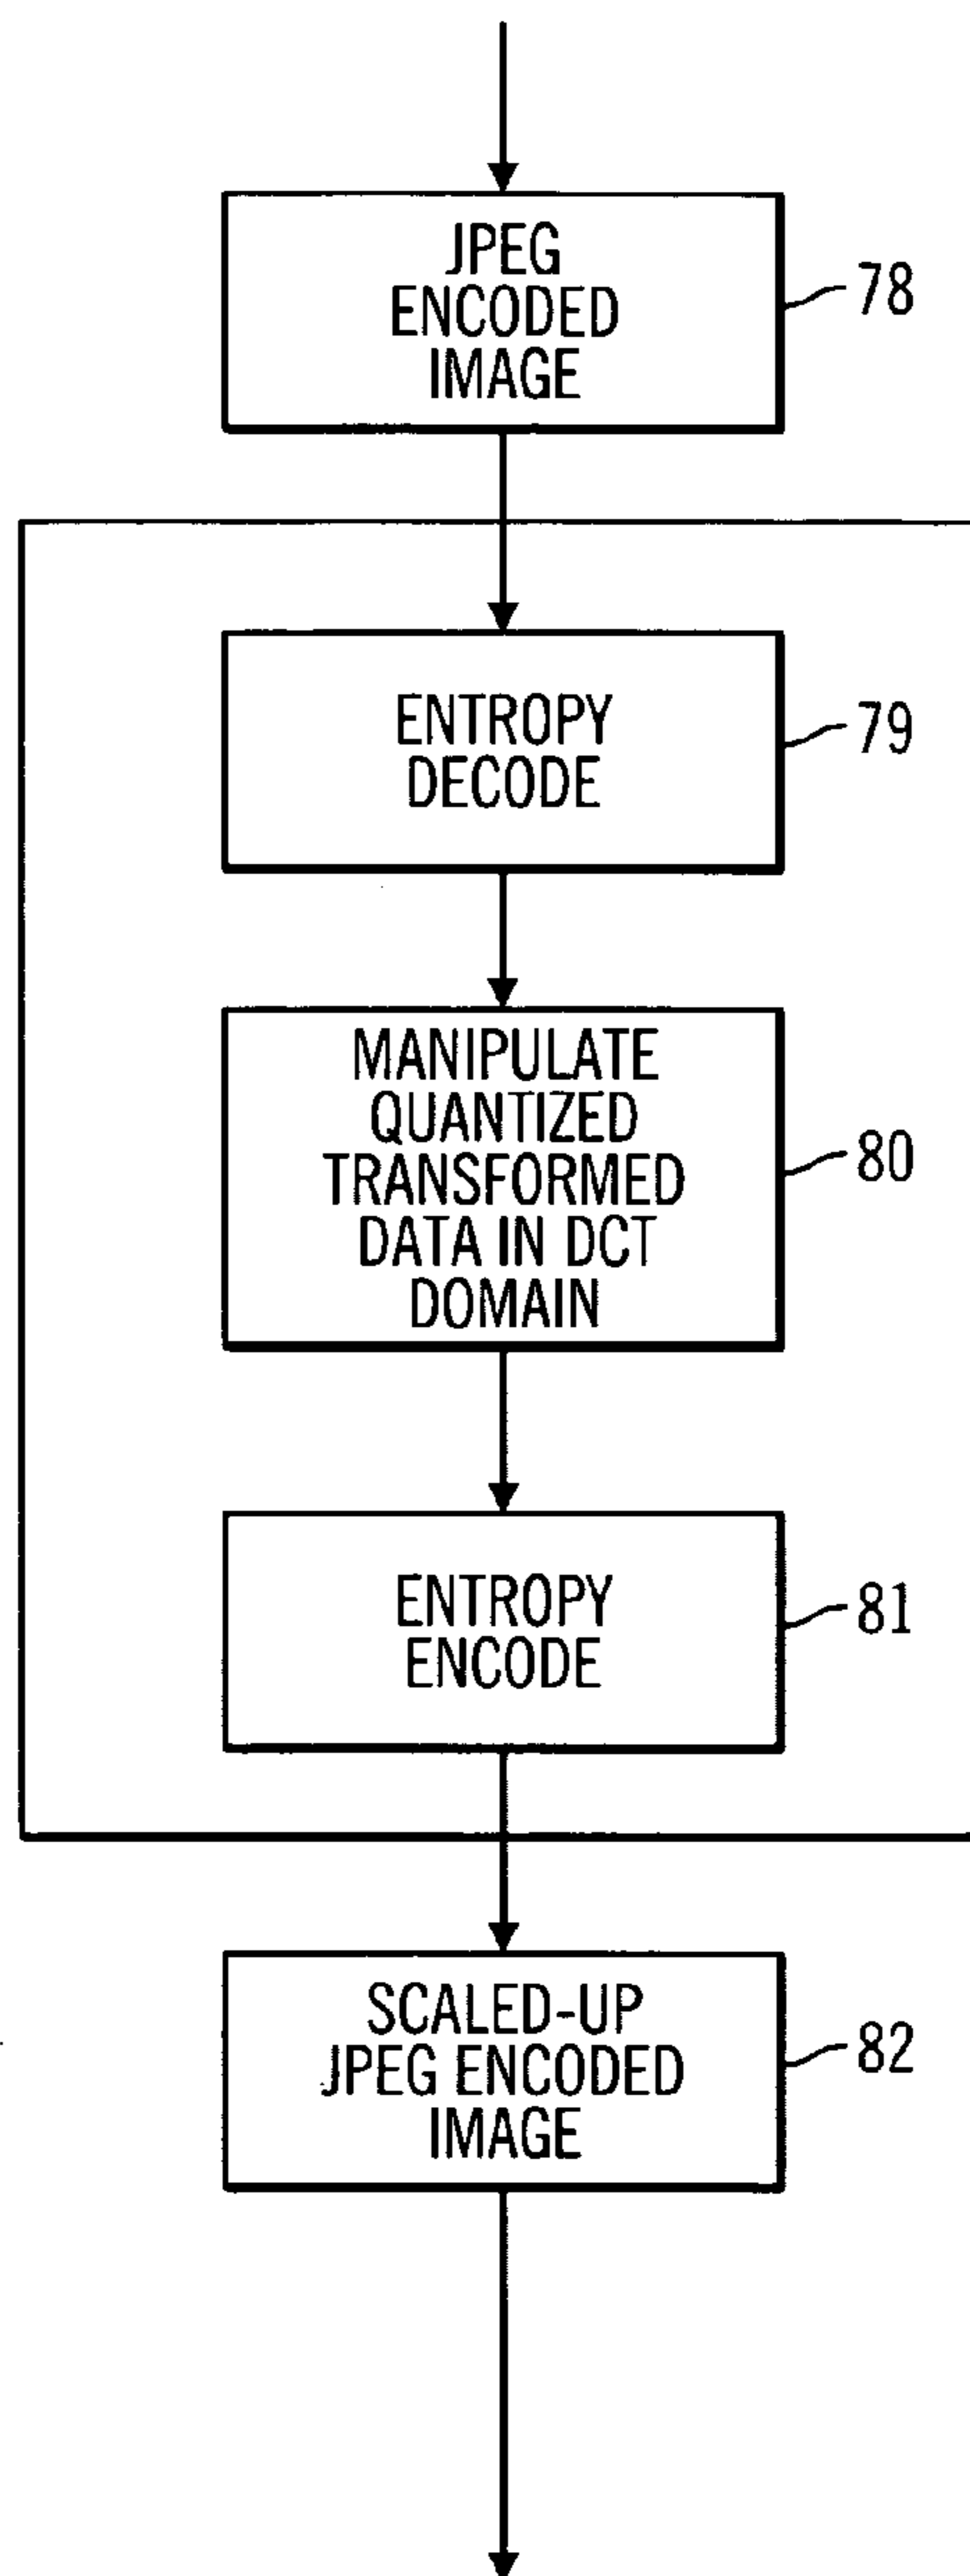 JPEG
ENCODED
IMAGE
78
ENTROPY
DECODE
79
MANIPULATE
QUANTIZED
TRANSFORMED
DATA IN DCT
DOMAIN
80
ENTROPY
ENCODE
81
SCALED-UP
JPEG ENCODED
IMAGE
82